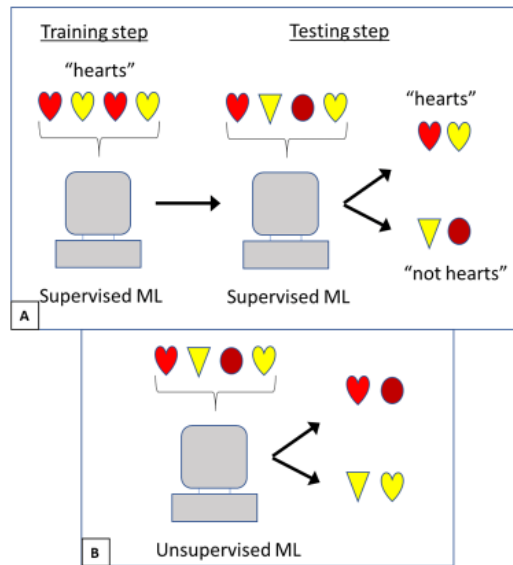 Training step
Testing step
“hearts”
“hearts”
“not hearts”
Supervised ML
Supervised ML
A
B
Unsupervised ML